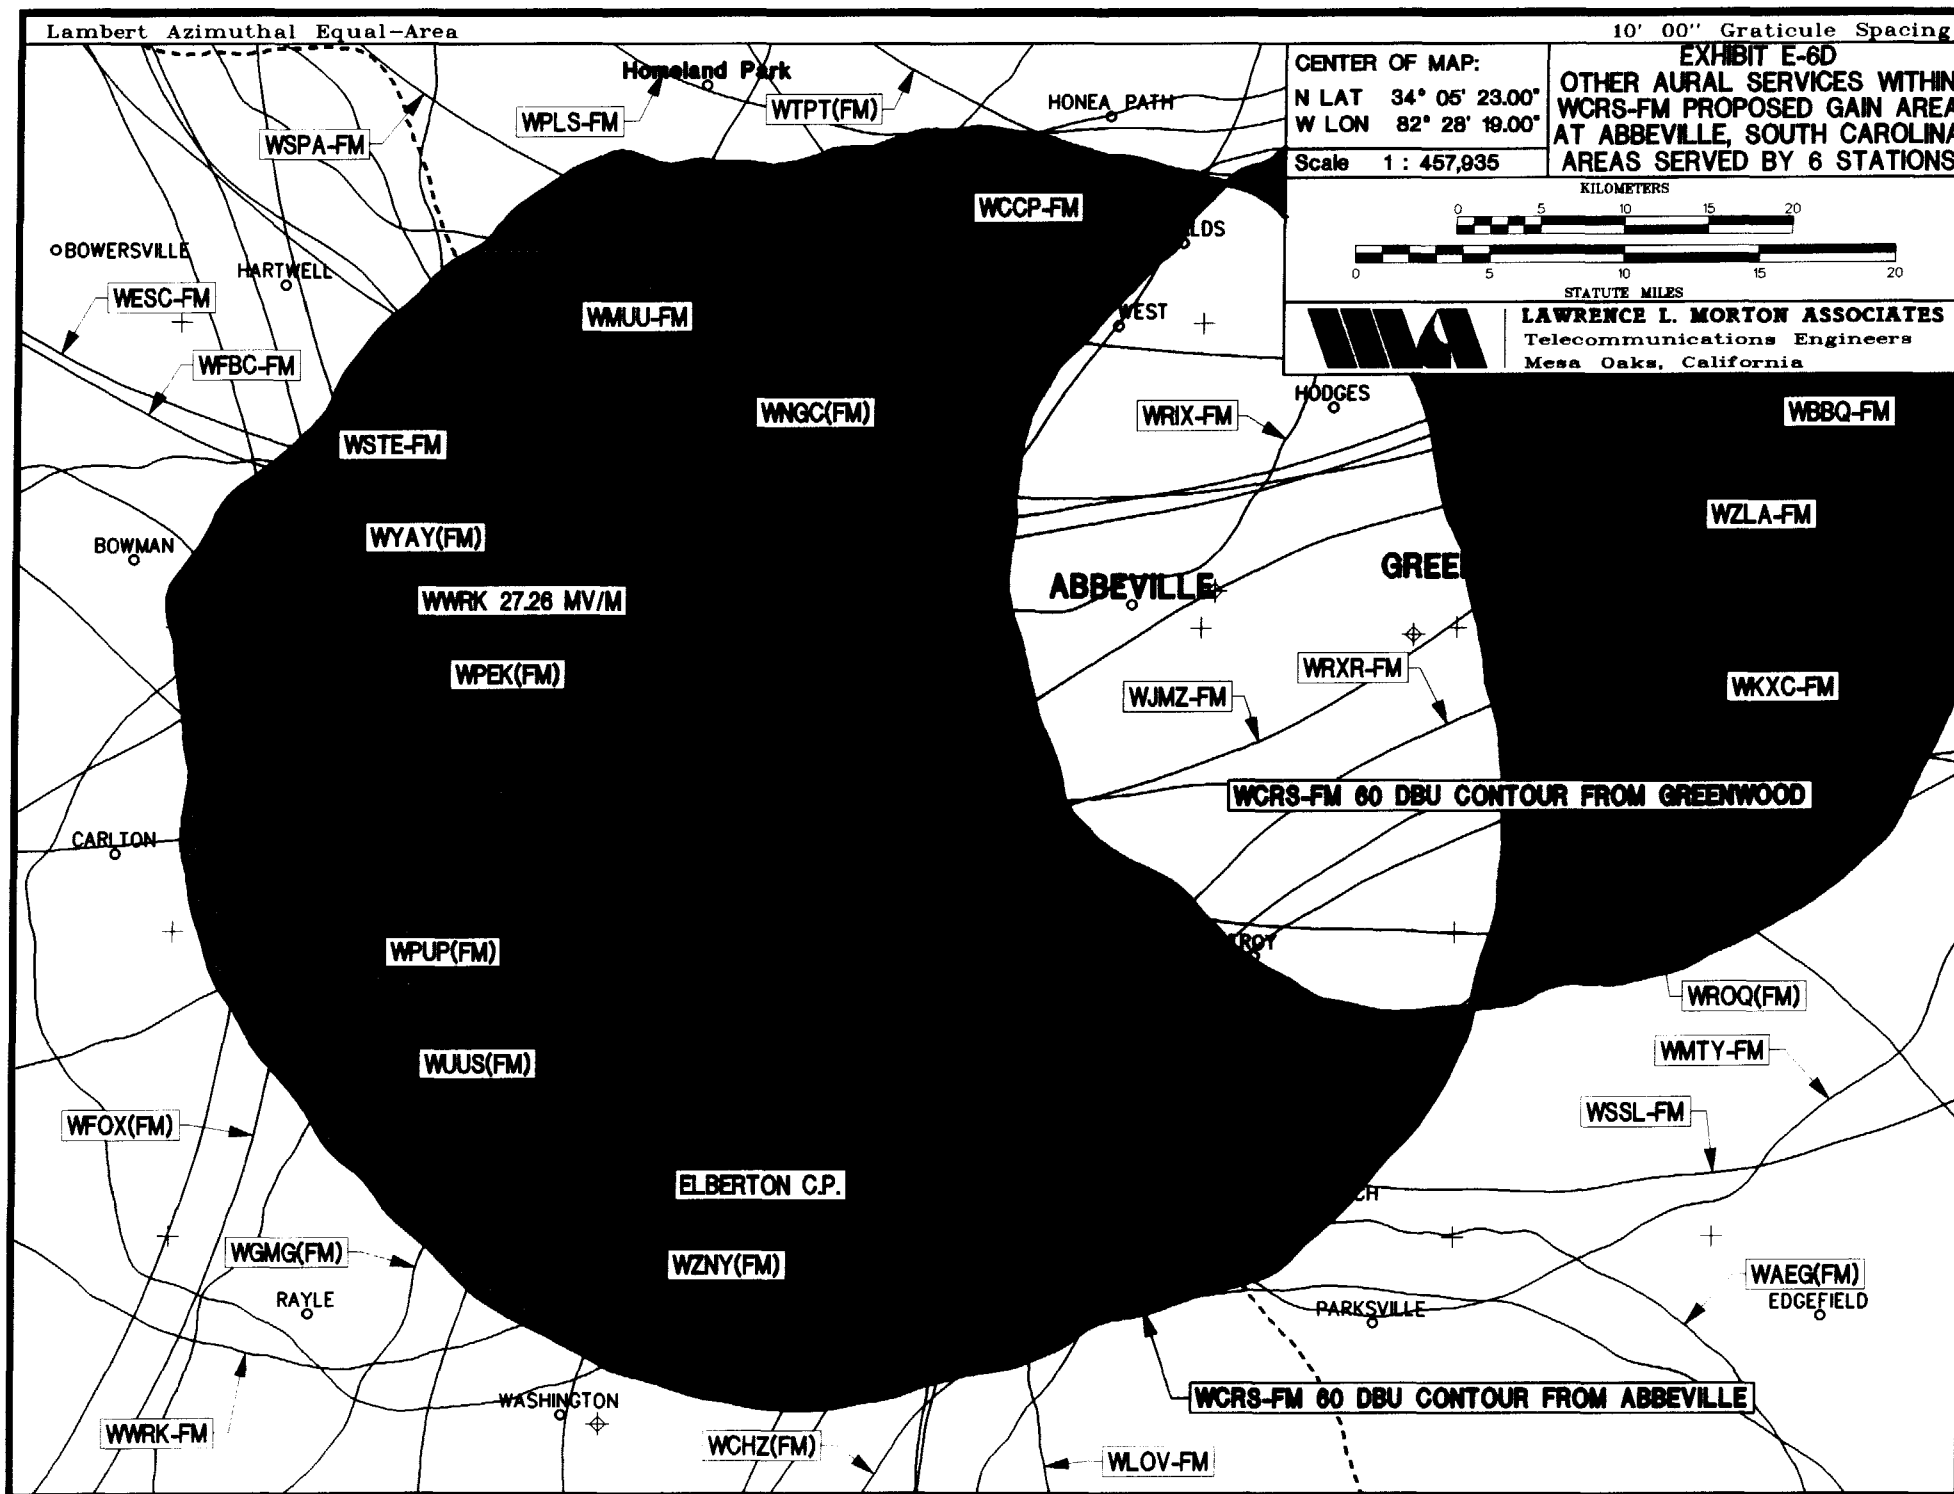 Lambert Azimuthal Equal-Area
10' 00'' Graticule Spacing
CENTER OF MAP:
N LAT 34° 05' 23.00"
W LON 82° 28' 19.00"
Scale 1 : 457,935
EXHIBIT E-6D
OTHER AURAL SERVICES WITHIN
WCRS-FM PROPOSED GAIN AREA
AT ABBEVILLE, SOUTH CAROLINA
AREAS SERVED BY 6 STATIONS
KILOMETERS
0 5 10 15 20
0 5 10 15 20
STATUTE MILES
LAWRENCE L. MORTON ASSOCIATES
Telecommunications Engineers
Mesa Oaks, California
Homeland Park
WTPT(FM)
HONEA PATH
WPLS-FM
WSPA-FM
WCCP-FM
LDS
BOWERSVILLE
HARTWELL
WESC-FM
WMUU-FM
WEST
WFBC-FM
HODGES
WNGC(FM)
WRIX-FM
WBBQ-FM
WSTE-FM
WZLA-FM
WYAY(FM)
BOWMAN
GREE
ABBEVILLE
WWRK 27.26 MV/M
WPEK(FM)
WRXR-FM
WJMZ-FM
WKXC-FM
WCRS-FM 60 DBU CONTOUR FROM GREENWOOD
CARLTON
WPUP(FM)
TROY
WROQ(FM)
WUUS(FM)
WMTY-FM
WFOX(FM)
WSSL-FM
ELBERTON C.P.
CH
WGMG(FM)
WZNY(FM)
WAEG(FM)
RAYLE
PARKSVILLE
EDGEFIELD
WASHINGTON
WCRS-FM 60 DBU CONTOUR FROM ABBEVILLE
WWRK-FM
WCHZ(FM)
WLOV-FM